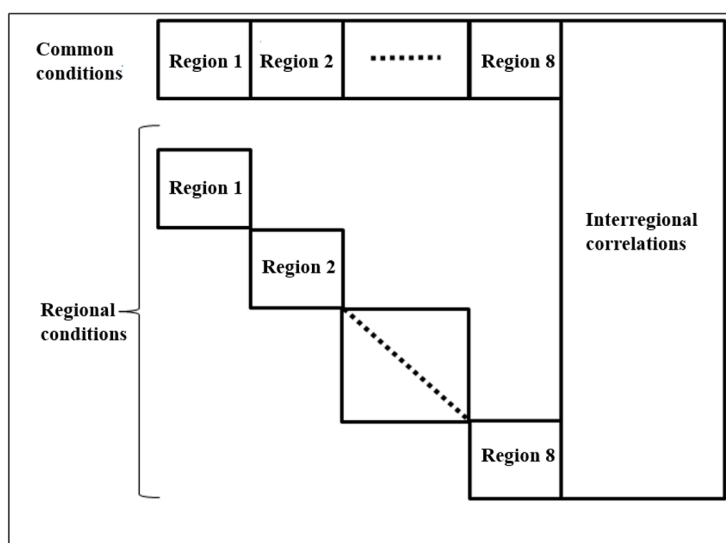 Common
conditions
Region 1
Region 2
Region 8
Region 1
Region 2
Interregional
correlations
Regional
conditions
Region 8